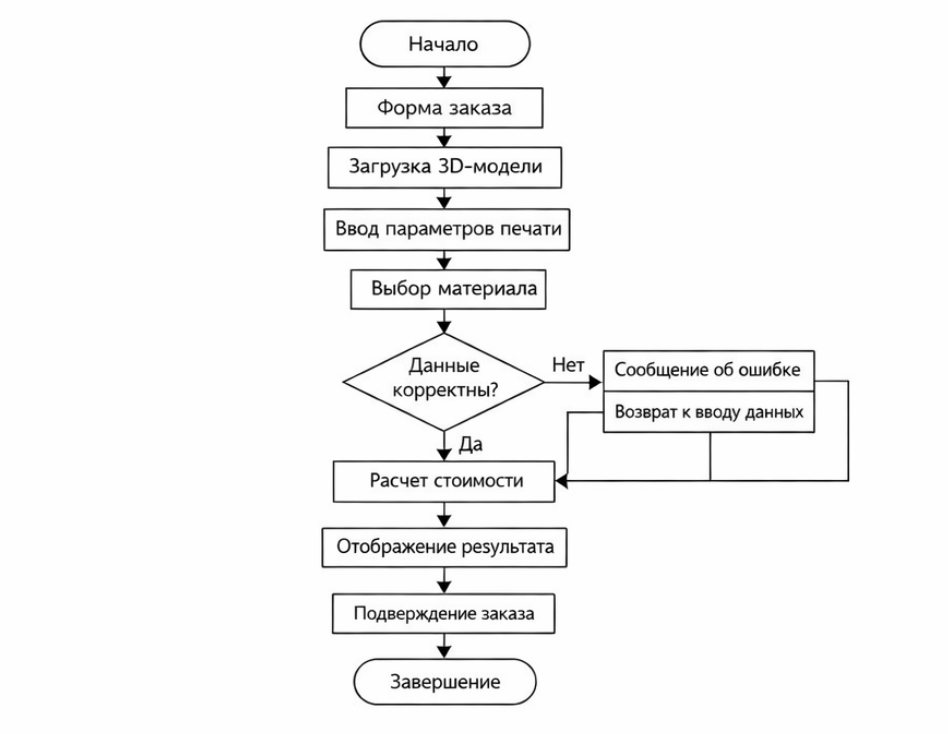 Начало
Форма заказа
Загрузка 3D-модели
Ввод параметров печати
Выбор материала
Данные
корректны?
Нет
Сообщение об ошибке
Возврат к вводу данных
Да
Расчет стоимости
Отображение реsультата
Подверждение заказа
Завершение